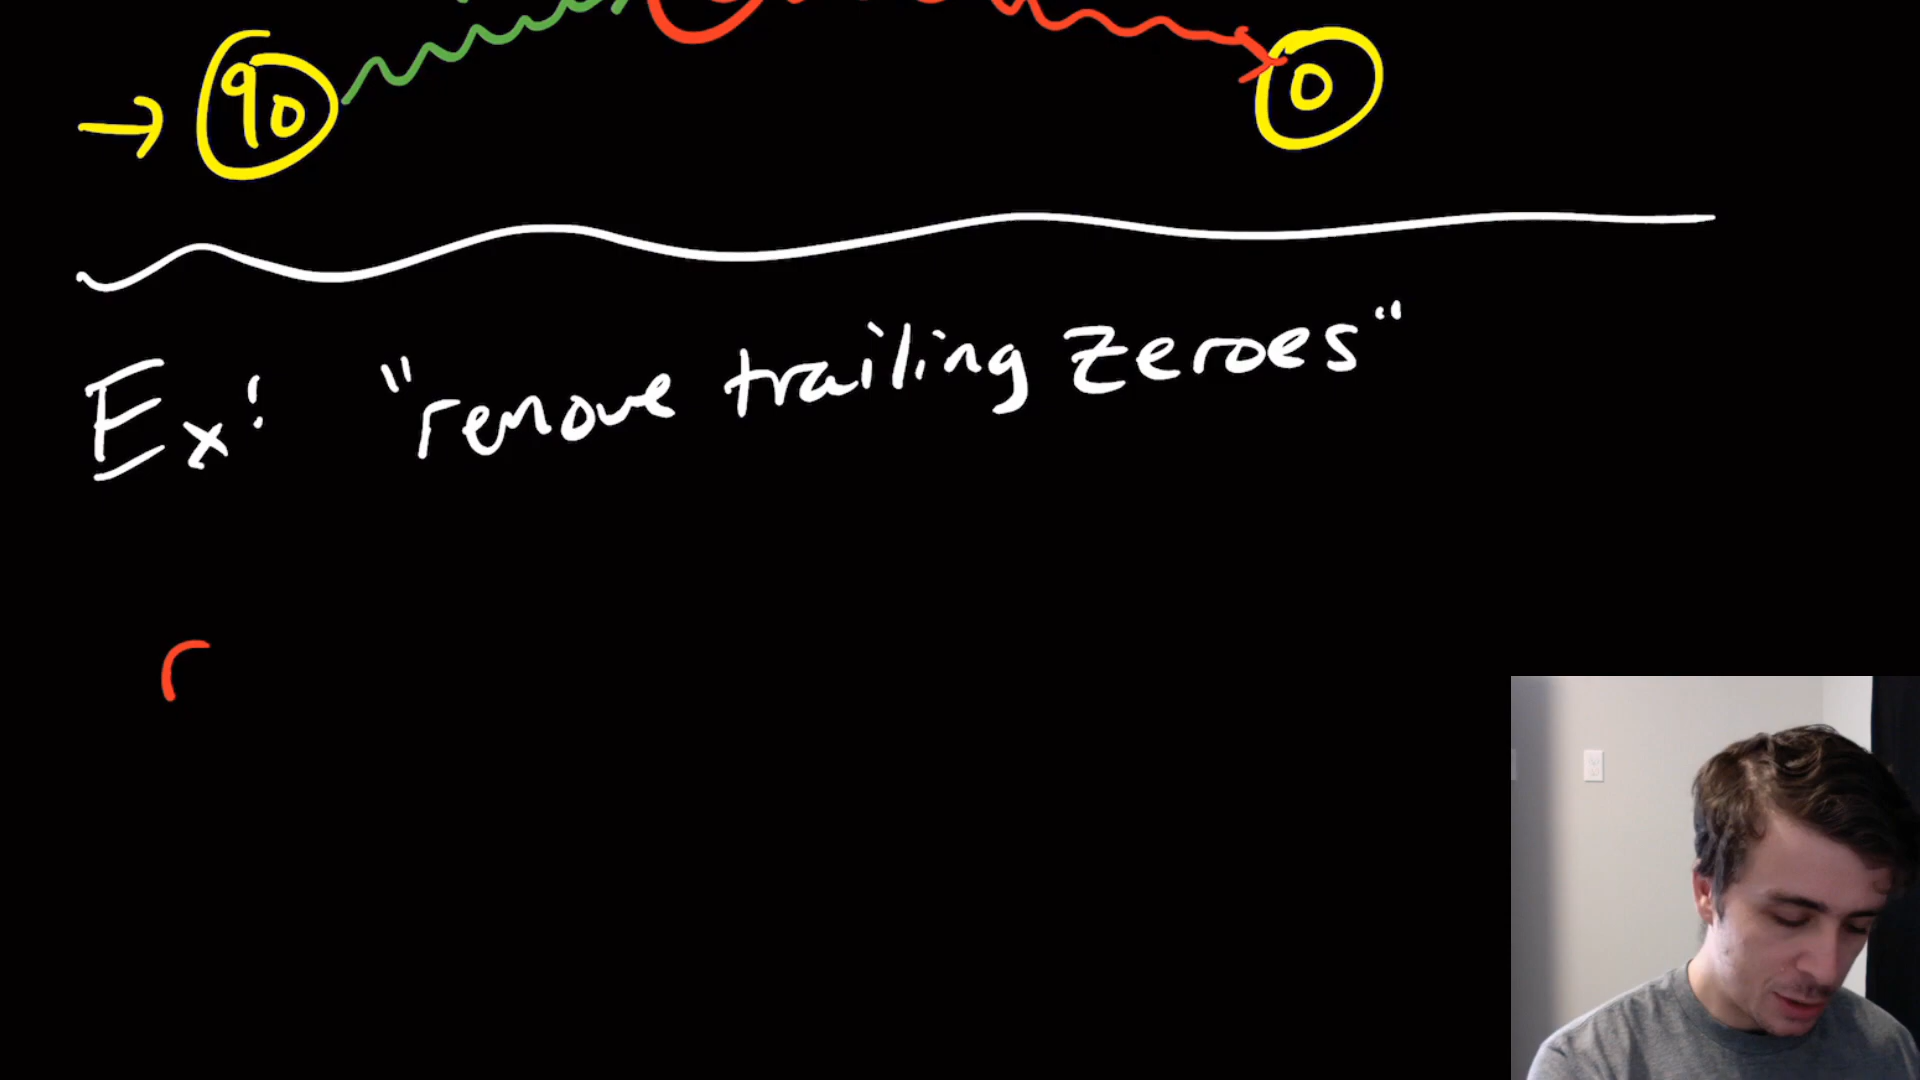 → 90 0
Ex: "remove trailing zeroes"